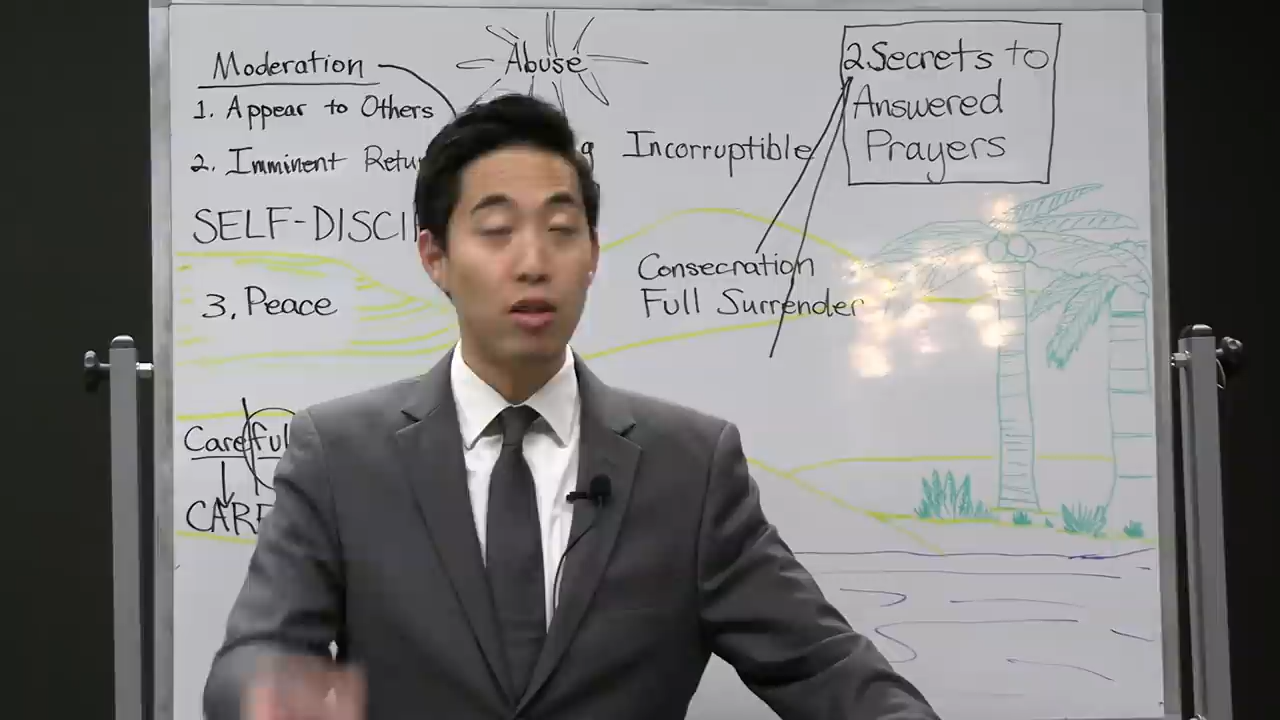 Moderation
1. Appear to Others
2. Imminent
SELF-DISCI
3. Peace
Careful
CARE
Abuse
Incorruptible
2.Secrets to
Answered
Prayers
Consecration
Full Surrender